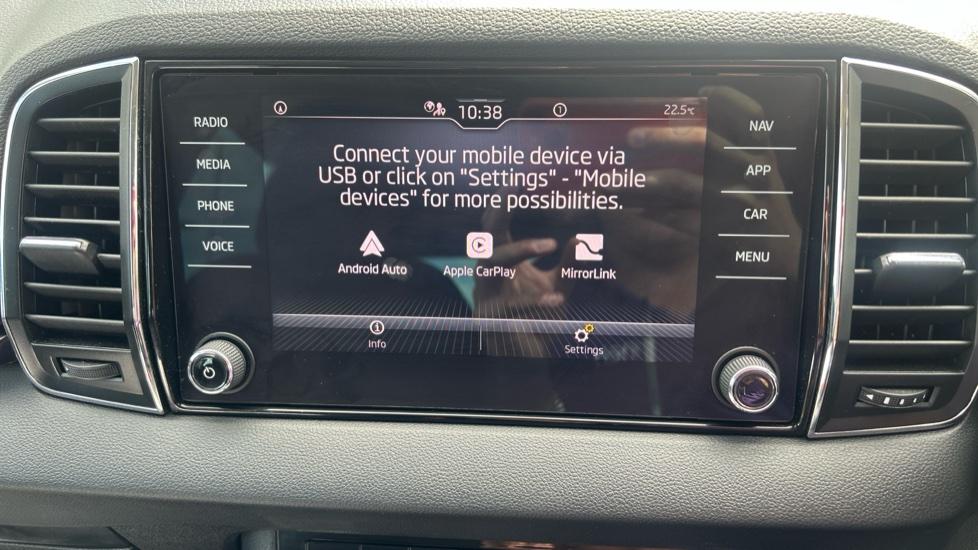 RADIO
MEDIA
PHONE
VOICE
10:38
22.5°C
Connect your mobile device via
USB or click on "Settings" - "Mobile
devices" for more possibilities.
Android Auto
Apple CarPlay
MirrorLink
Info
Settings
NAV
APP
CAR
MENU